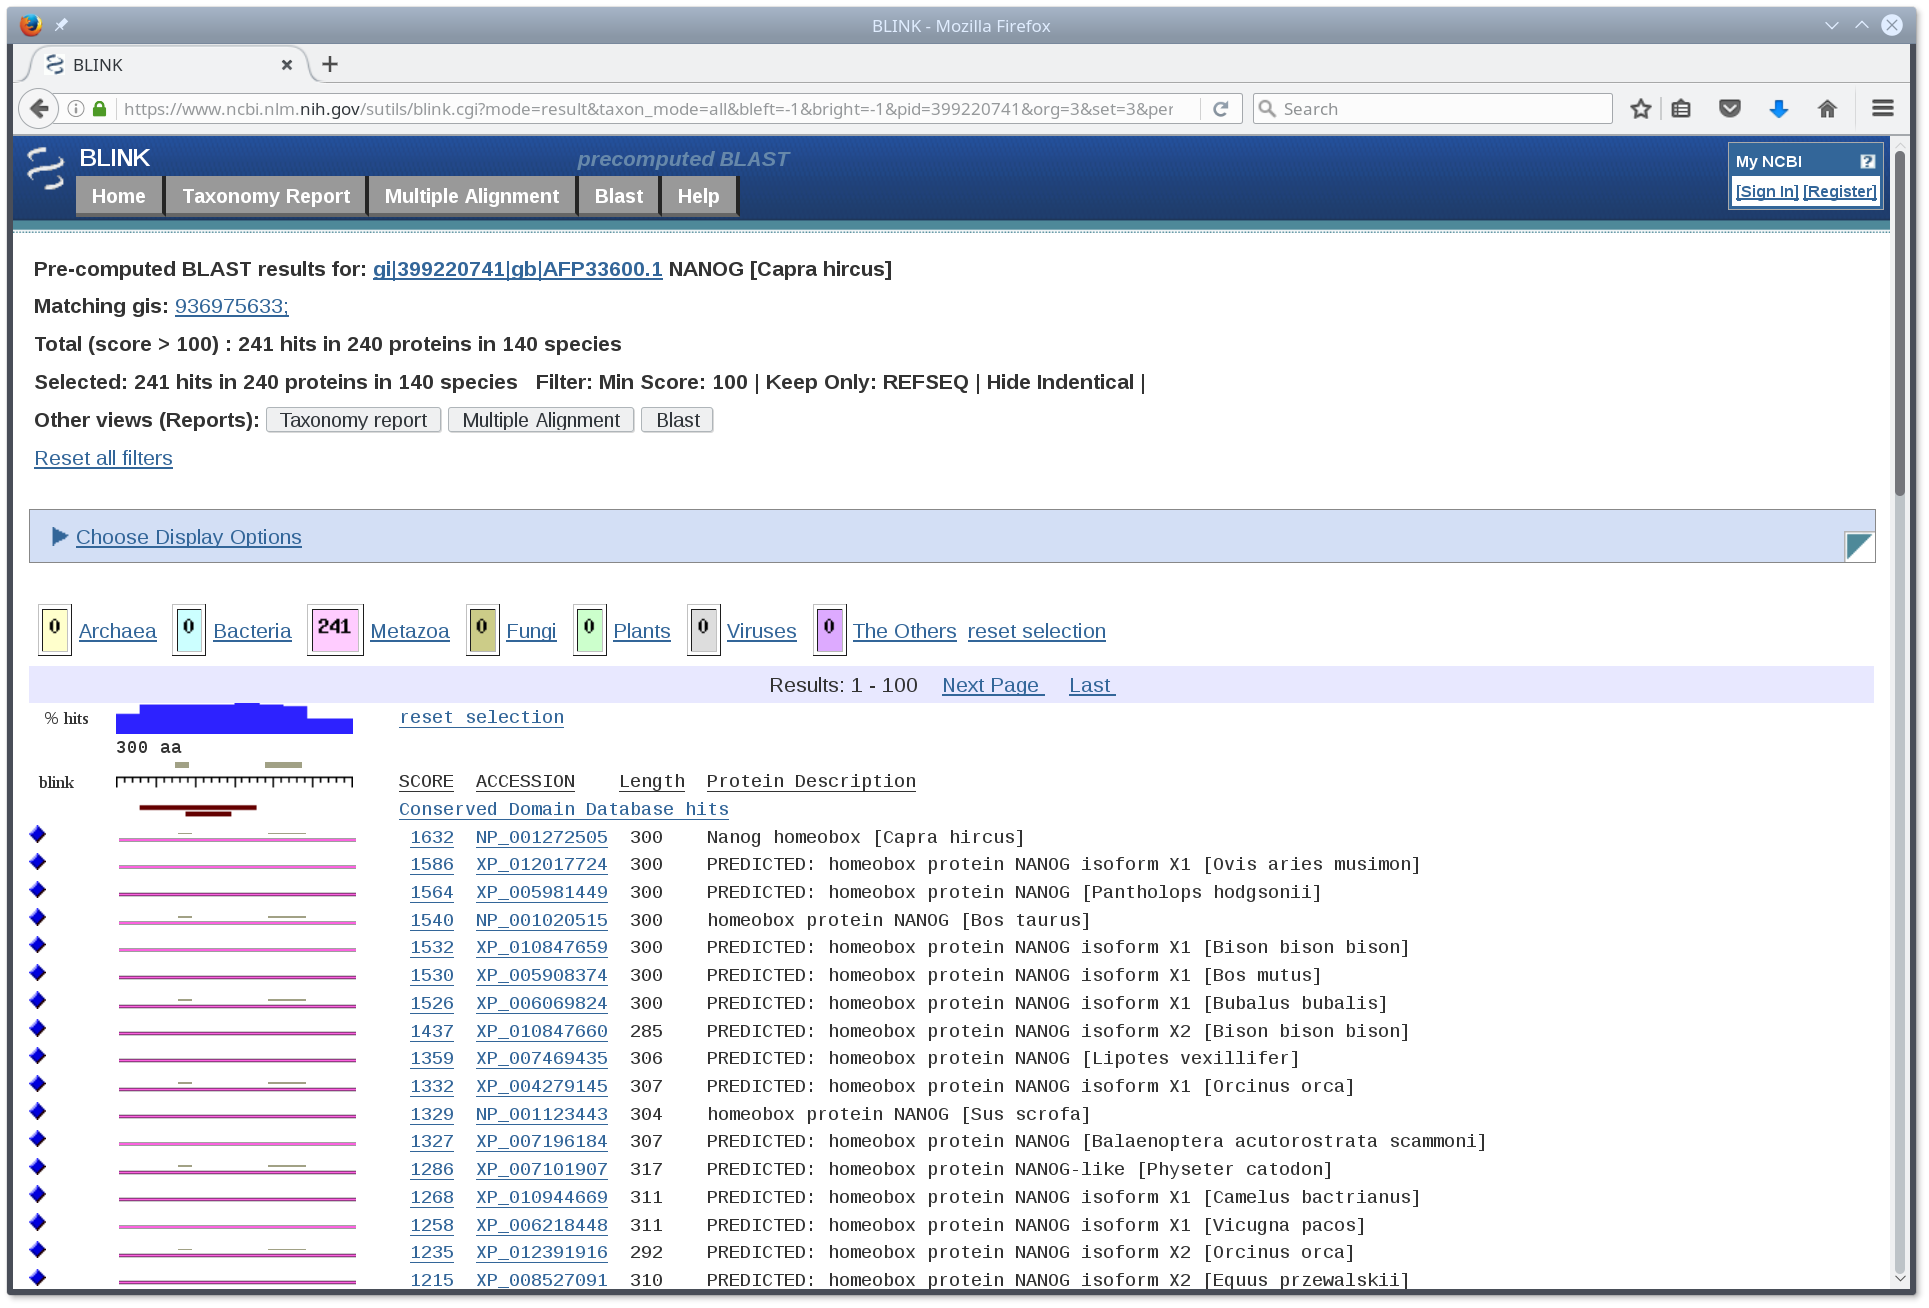 BLINK - Mozilla Firefox
BLINK
https://www.ncbi.nlm.nih.gov/sutils/blink.cgi?mode=result&taxon_mode=all&bleft=-1&bright=-1&pid=399220741&org=3&set=3&per
Search
BLINK precomputed BLAST
My NCBI ?
[Sign In] [Register]
Home Taxonomy Report Multiple Alignment Blast Help
Pre-computed BLAST results for: gi|399220741|gb|AFP33600.1 NANOG [Capra hircus]
Matching gis: 936975633;
Total (score > 100) : 241 hits in 240 proteins in 140 species
Selected: 241 hits in 240 proteins in 140 species Filter: Min Score: 100 | Keep Only: REFSEQ | Hide Indentical |
Other views (Reports): Taxonomy report Multiple Alignment Blast
Reset all filters
Choose Display Options
0 Archaea 0 Bacteria 241 Metazoa 0 Fungi 0 Plants 0 Viruses 0 The Others reset selection
Results: 1 - 100 Next Page Last
% hits reset selection
300 aa
blink SCORE ACCESSION Length Protein Description
Conserved Domain Database hits
1632 NP_001272505 300 Nanog homeobox [Capra hircus]
1586 XP_012017724 300 PREDICTED: homeobox protein NANOG isoform X1 [Ovis aries musimon]
1564 XP_005981449 300 PREDICTED: homeobox protein NANOG [Pantholops hodgsonii]
1540 NP_001020515 300 homeobox protein NANOG [Bos taurus]
1532 XP_010847659 300 PREDICTED: homeobox protein NANOG isoform X1 [Bison bison bison]
1530 XP_005908374 300 PREDICTED: homeobox protein NANOG isoform X1 [Bos mutus]
1526 XP_006069824 300 PREDICTED: homeobox protein NANOG isoform X1 [Bubalus bubalis]
1437 XP_010847660 285 PREDICTED: homeobox protein NANOG isoform X2 [Bison bison bison]
1359 XP_007469435 306 PREDICTED: homeobox protein NANOG [Lipotes vexillifer]
1332 XP_004279145 307 PREDICTED: homeobox protein NANOG isoform X1 [Orcinus orca]
1329 NP_001123443 304 homeobox protein NANOG [Sus scrofa]
1327 XP_007196184 307 PREDICTED: homeobox protein NANOG [Balaenoptera acutorostrata scammoni]
1286 XP_007101907 317 PREDICTED: homeobox protein NANOG-like [Physeter catodon]
1268 XP_010944669 311 PREDICTED: homeobox protein NANOG isoform X1 [Camelus bactrianus]
1258 XP_006218448 311 PREDICTED: homeobox protein NANOG isoform X1 [Vicugna pacos]
1235 XP_012391916 292 PREDICTED: homeobox protein NANOG isoform X2 [Orcinus orca]
1215 XP_008527091 310 PREDICTED: homeobox protein NANOG isoform X2 [Equus przewalskii]